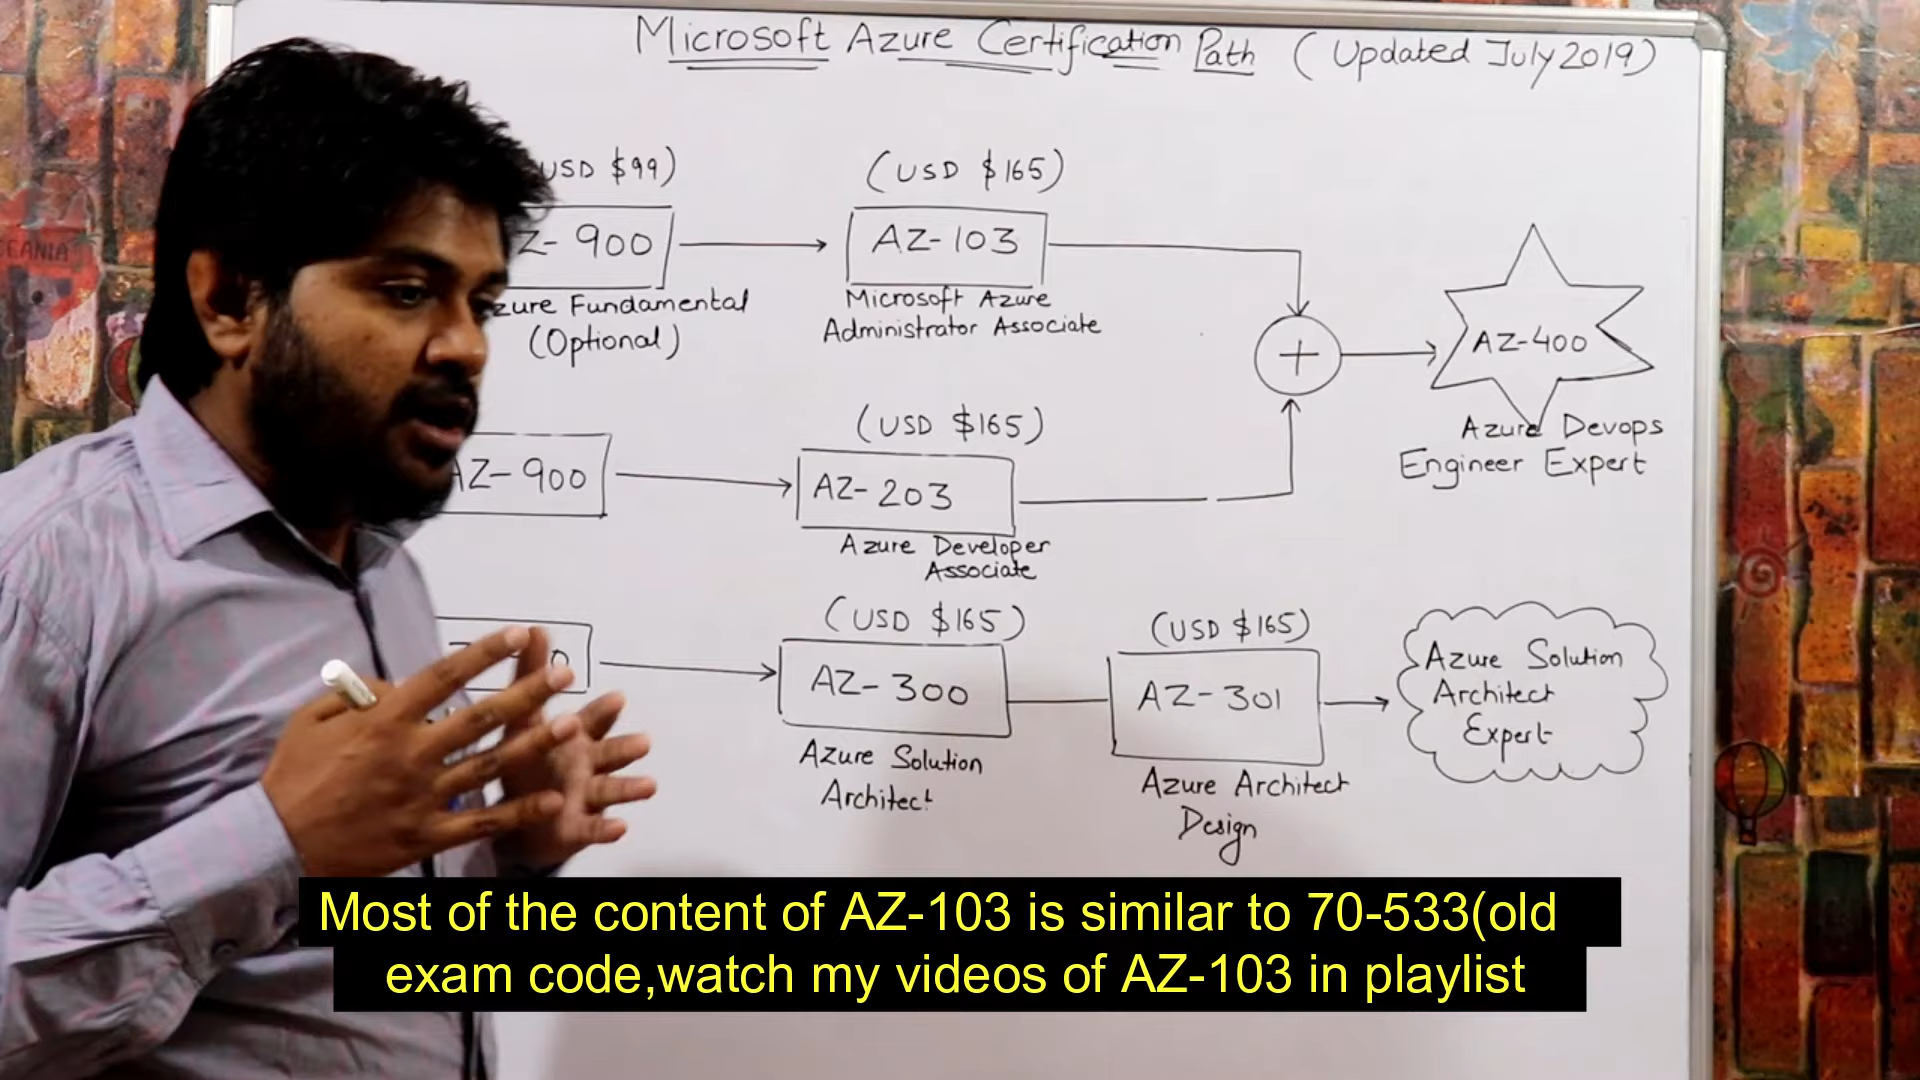 Microsoft Azure Certification Path (Updated July 2019)
USD $99)
(USD $165)
Z-900
AZ-103
zure Fundamental
(Optional)
Microsoft Azure
Administrator Associate
AZ-400
Azure Devops
Engineer Expert
(USD $165)
AZ-900
AZ-203
Azure Developer
Associate
(USD $165)
(USD $165)
AZ-300
AZ-301
Azure Solution
Architect
Expert
Azure Solution
Architect
Azure Architect
Design
CEANIA
Most of the content of AZ-103 is similar to 70-533(old
exam code,watch my videos of AZ-103 in playlist